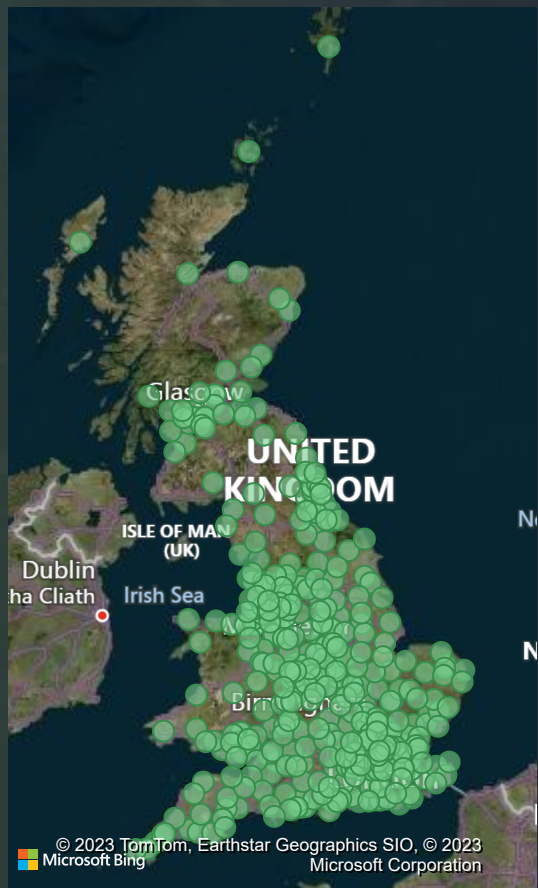 Glasgow
UNITED
KINGDOM
ISLE OF MAN
(UK)
Dublin
tha Cliath
Irish Sea
N
Birmingham
© 2023 TomTom, Earthstar Geographics SIO, © 2023
Microsoft Bing
Microsoft Corporation